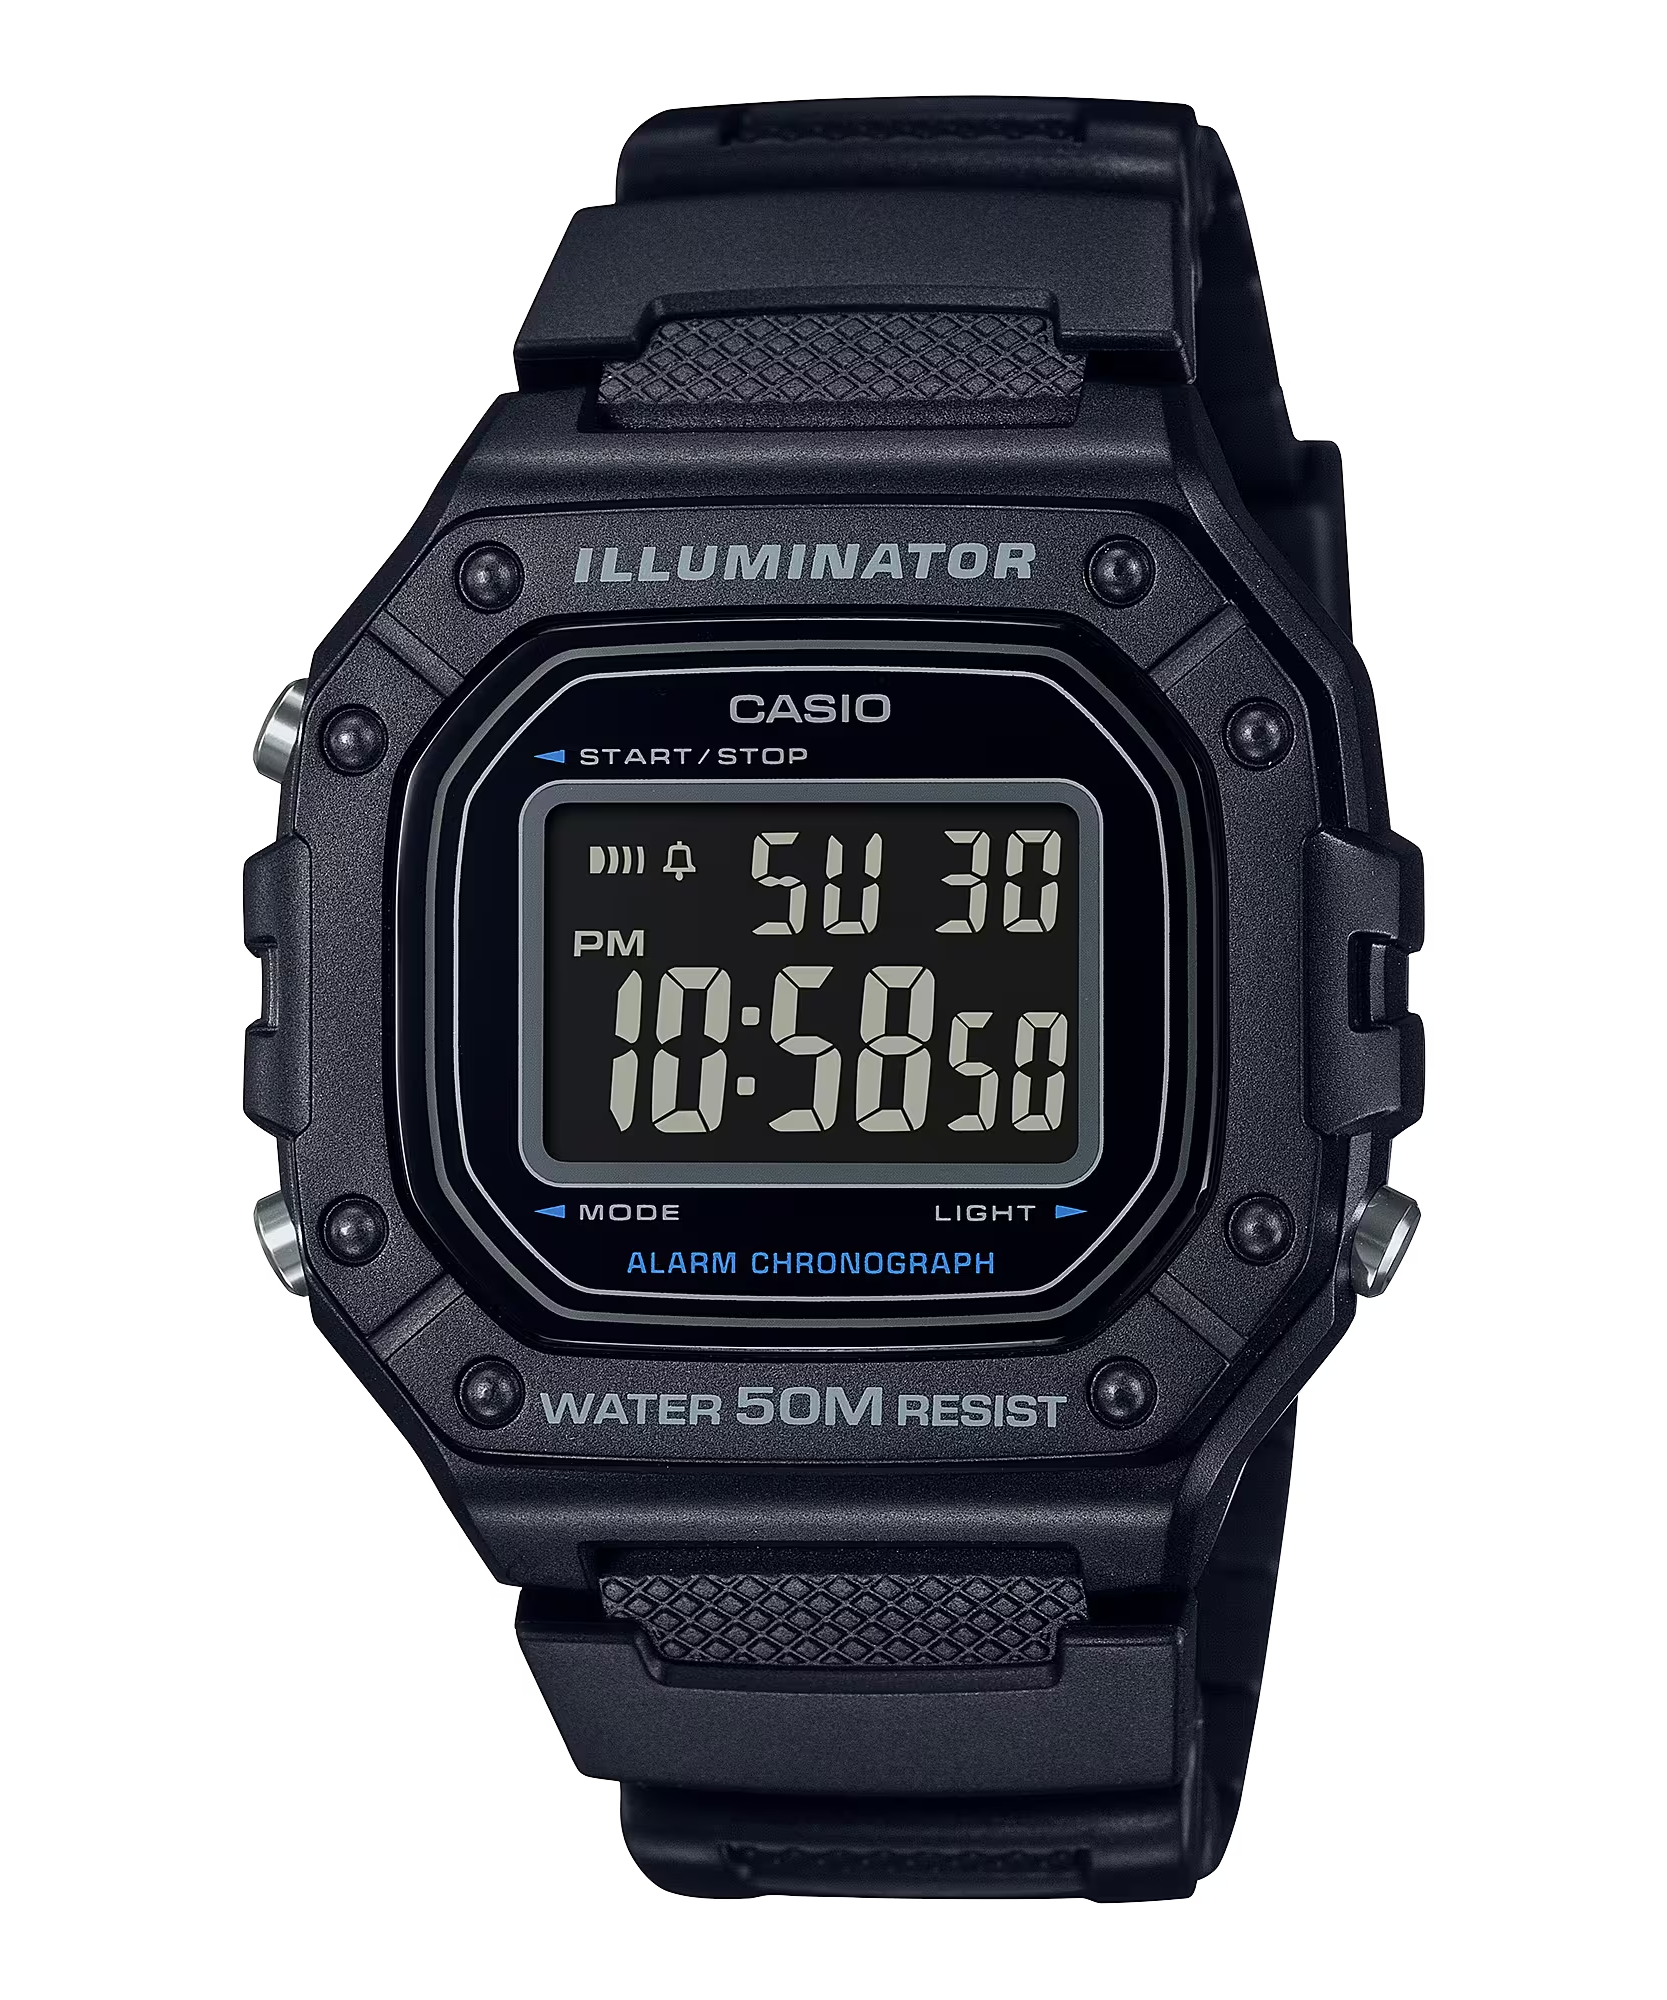 ILLUMINATOR
CASIO
START/STOP
SU 30
PM
10:58 50
MODE LIGHT
ALARM CHRONOGRAPH
WATER 50M RESIST